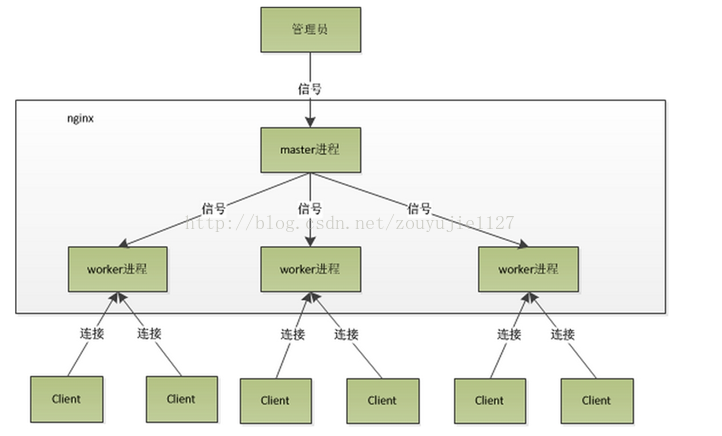 管理员
信号
nginx
master进程
信号 信号 信号
http://blog.csdn.net/zouyujie1127
worker进程 worker进程 worker进程
连接 连接 连接 连接 连接 连接
Client Client Client Client Client Client